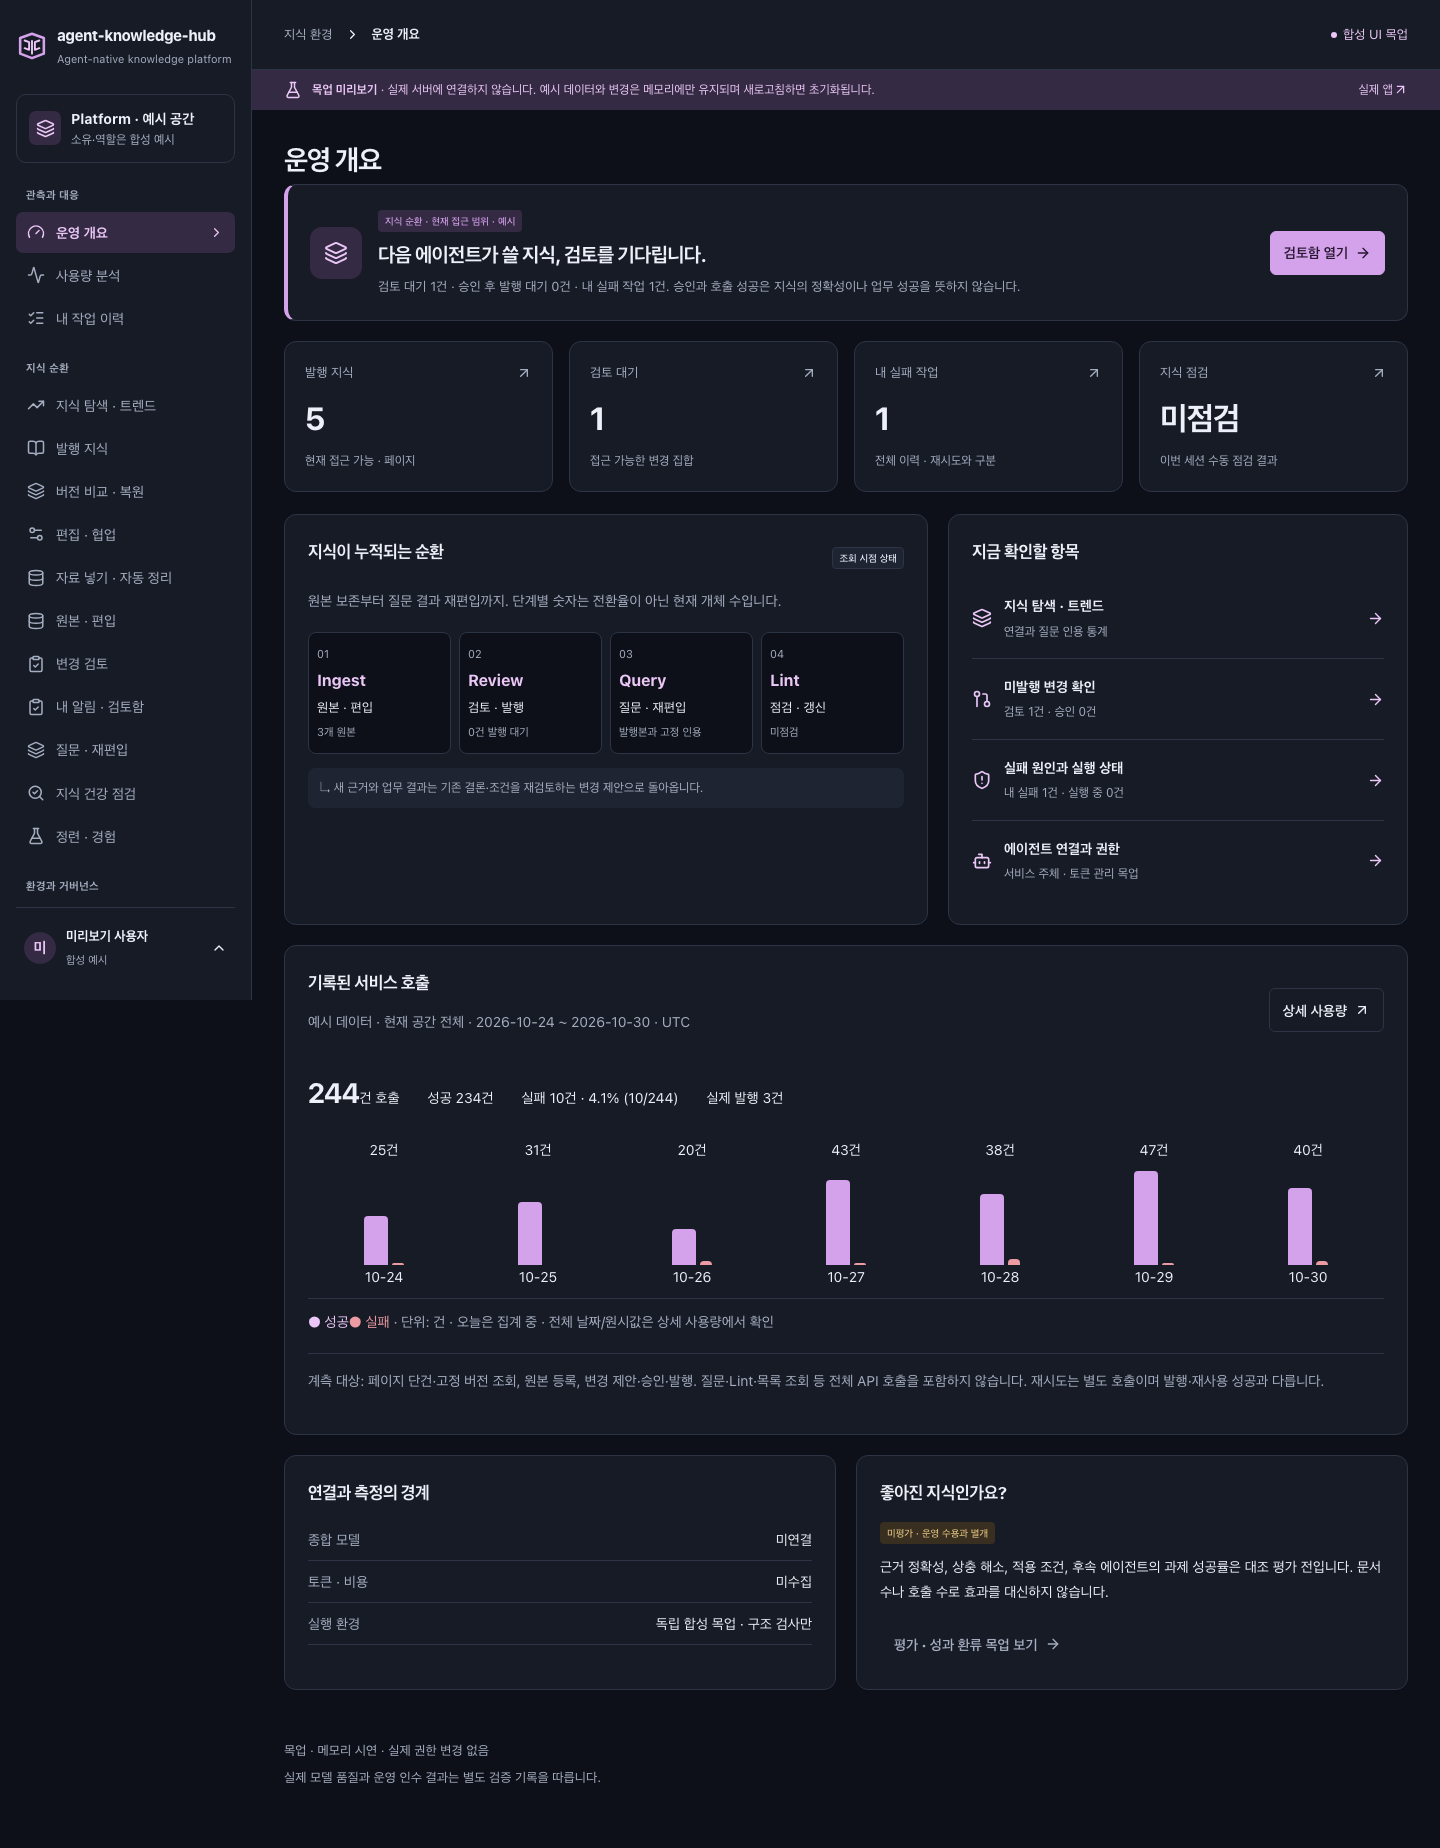 agent-knowledge-hub
Agent-native knowledge platform
Platform · 예시 공간
소유·역할은 합성 예시
관측과 대응
운영 개요
사용량 분석
내 작업 이력
지식 순환
지식 탐색 · 트렌드
발행 지식
버전 비교 · 복원
편집 · 협업
자료 넣기 · 자동 정리
원본 · 편입
변경 검토
내 알림 · 검토함
질문 · 재편입
지식 건강 점검
정련 · 경험
환경과 거버넌스
미
미리보기 사용자
합성 예시
지식 환경
운영 개요
합성 UI 목업
목업 미리보기 · 실제 서버에 연결하지 않습니다. 예시 데이터와 변경은 메모리에만 유지되며 새로고침하면 초기화됩니다.
실제 앱
운영 개요
지식 순환 · 현재 접근 범위 · 예시
다음 에이전트가 쓸 지식, 검토를 기다립니다.
검토 대기 1건 · 승인 후 발행 대기 0건 · 내 실패 작업 1건. 승인과 호출 성공은 지식의 정확성이나 업무 성공을 뜻하지 않습니다.
검토함 열기
발행 지식
5
현재 접근 가능 · 페이지
검토 대기
1
접근 가능한 변경 집합
내 실패 작업
1
전체 이력 · 재시도와 구분
지식 점검
미점검
이번 세션 수동 점검 결과
지식이 누적되는 순환
조회 시점 상태
원본 보존부터 질문 결과 재편입까지. 단계별 숫자는 전환율이 아닌 현재 개체 수입니다.
01
Ingest
원본 · 편입
3개 원본
02
Review
검토 · 발행
0건 발행 대기
03
Query
질문 · 재편입
발행본과 고정 인용
04
Lint
점검 · 갱신
미점검
새 근거와 업무 결과는 기존 결론·조건을 재검토하는 변경 제안으로 돌아옵니다.
지금 확인할 항목
지식 탐색 · 트렌드
연결과 질문 인용 통계
미발행 변경 확인
검토 1건 · 승인 0건
실패 원인과 실행 상태
내 실패 1건 · 실행 중 0건
에이전트 연결과 권한
서비스 주체 · 토큰 관리 목업
기록된 서비스 호출
예시 데이터 · 현재 공간 전체 · 2026-10-24 ~ 2026-10-30 · UTC
상세 사용량
244건 호출 성공 234건 실패 10건 · 4.1% (10/244) 실제 발행 3건
25건 31건 20건 43건 38건 47건 40건
10-24 10-25 10-26 10-27 10-28 10-29 10-30
성공 실패 · 단위: 건 · 오늘은 집계 중 · 전체 날짜/원시값은 상세 사용량에서 확인
계측 대상: 페이지 단건·고정 버전 조회, 원본 등록, 변경 제안·승인·발행. 질문·Lint·목록 조회 등 전체 API 호출을 포함하지 않습니다. 재시도는 별도 호출이며 발행·재사용 성공과 다릅니다.
연결과 측정의 경계
종합 모델 미연결
토큰 · 비용 미수집
실행 환경 독립 합성 목업 · 구조 검사만
좋아진 지식인가요?
미평가 · 운영 수용과 별개
근거 정확성, 상충 해소, 적용 조건, 후속 에이전트의 과제 성공률은 대조 평가 전입니다. 문서
수나 호출 수로 효과를 대신하지 않습니다.
평가 · 성과 환류 목업 보기
목업 · 메모리 시연 · 실제 권한 변경 없음
실제 모델 품질과 운영 인수 결과는 별도 검증 기록을 따릅니다.